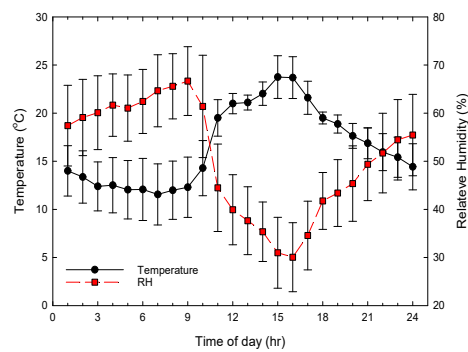 30
25
20
15
10
5
0
Temperature (°C)
80
70
60
50
40
30
20
Relateve Humidity (%)
Temperature
RH
0 3 6 9 12 15 18 21 24
Time of day (hr)